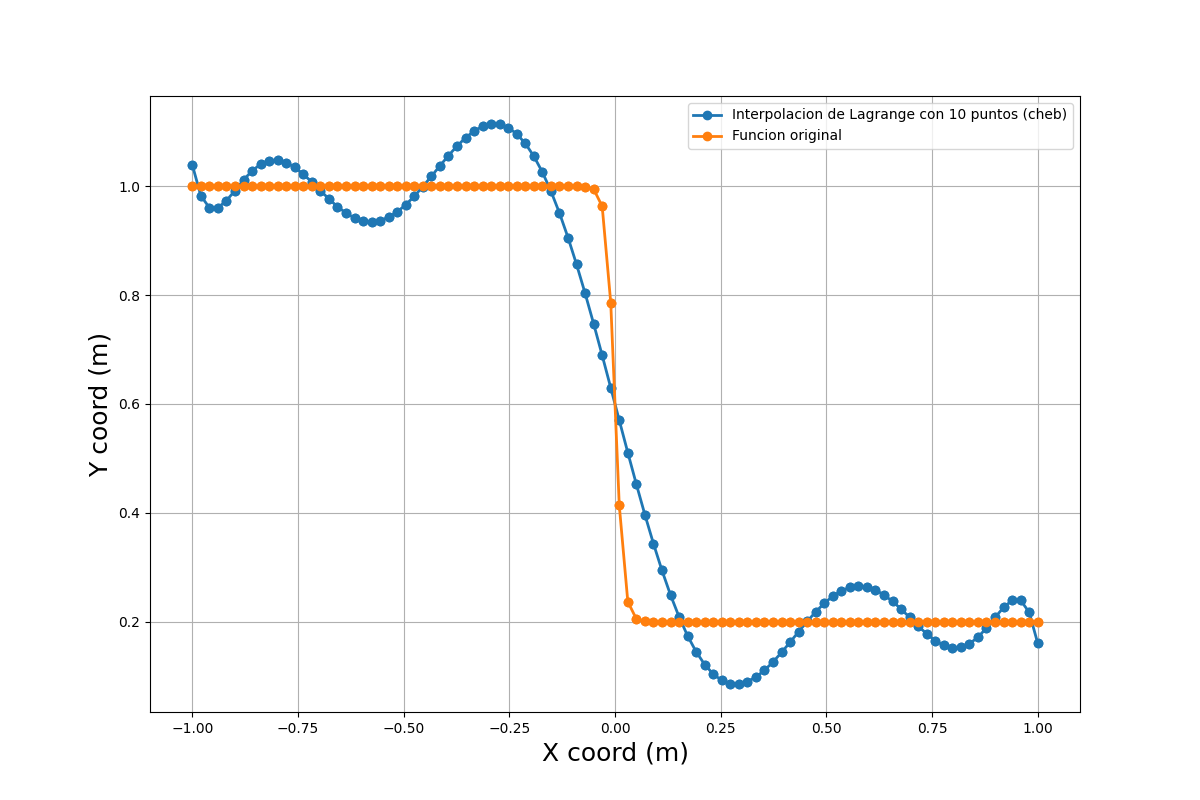 Interpolacion de Lagrange con 10 puntos (cheb)
Funcion original
1.0
0.8
0.6
0.4
0.2
Y coord (m)
−1.00 −0.75 −0.50 −0.25 0.00 0.25 0.50 0.75 1.00
X coord (m)